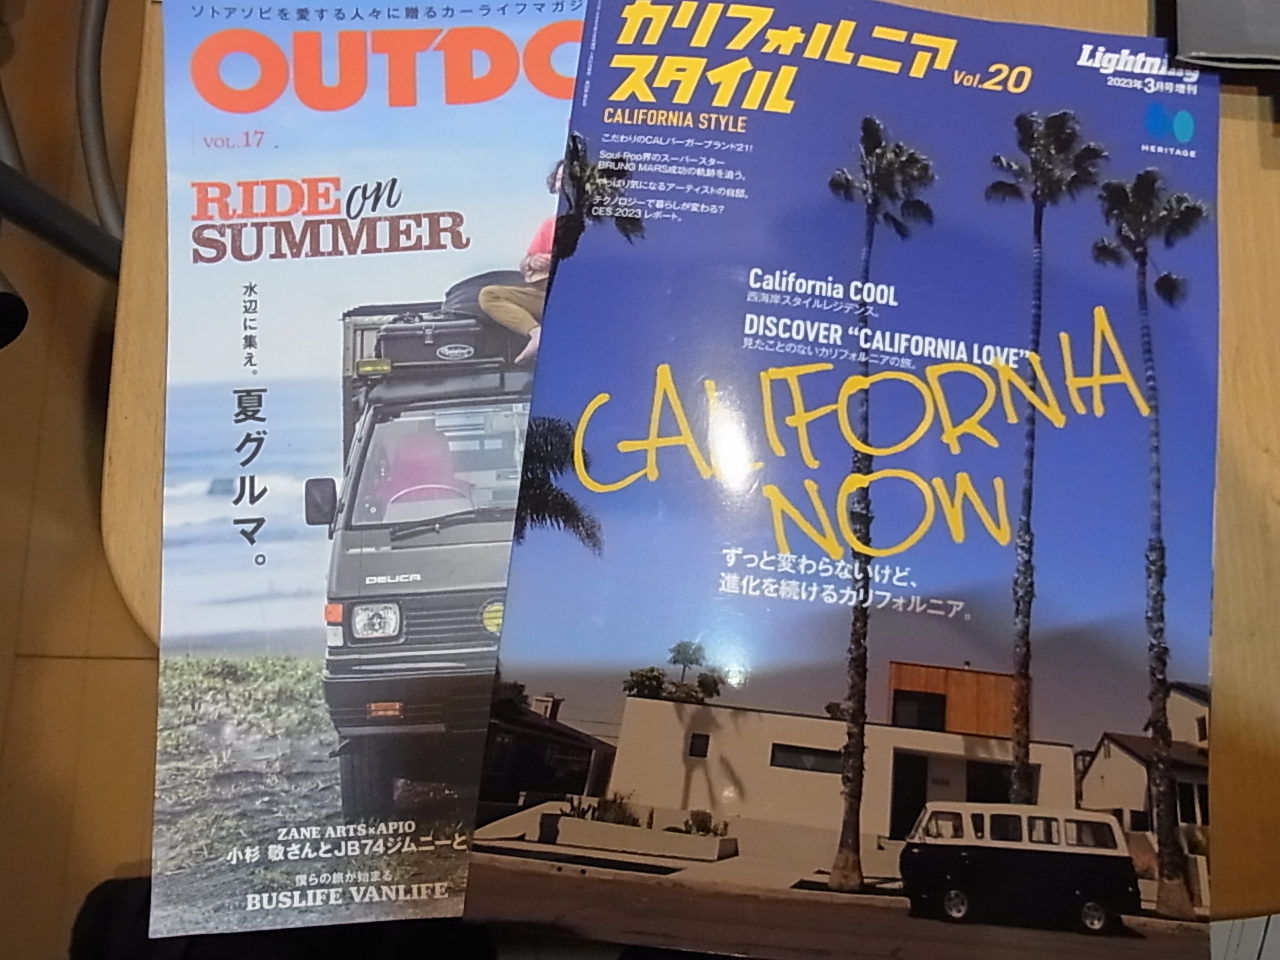 ソトアソビを愛する人々に贈るカーライフマガジ
OUTDO
VOL.17
RIDE on
SUMMER
水辺に集え。
夏グルマ。
DELICA
ZANE ARTS×APIO
小杉 敬さんとJB74ジムニーと
僕らの旅が始まる
BUSLIFE VANLIFE
カリフォルニア
スタイル Vol.20
CALIFORNIA STYLE
Lightning
2023年3月号増刊
HERITAGE
こだわりのCALバーガーブランド21!
Soul・Pop界のスーパースター
BRUNO MARS成功の軌跡を追う。
やっぱり気になるアーティストの自邸。
テクノロジーで暮らしが変わる?
CES 2023 レポート。
California COOL
西海岸スタイルレジデンス。
DISCOVER “CALIFORNIA LOVE”
見たことのないカリフォルニアの旅。
CALIFORNIA
NOW
ずっと変わらないけど、
進化を続けるカリフォルニア。